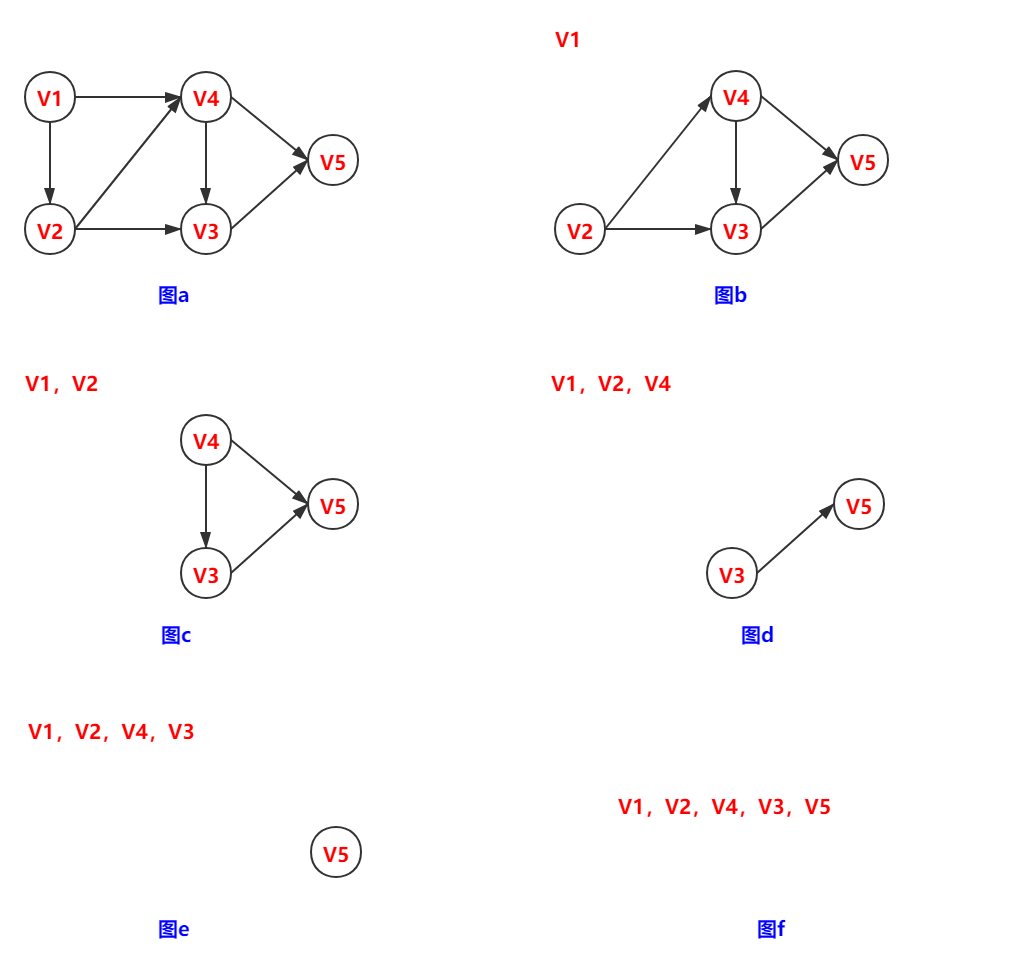 V1
V4
V5
V2
V3
图a
V1
V4
V5
V2
V3
图b
V1，V2
V4
V5
V3
图c
V1，V2，V4
V5
V3
图d
V1，V2，V4，V3
V5
图e
V1，V2，V4，V3，V5
图f